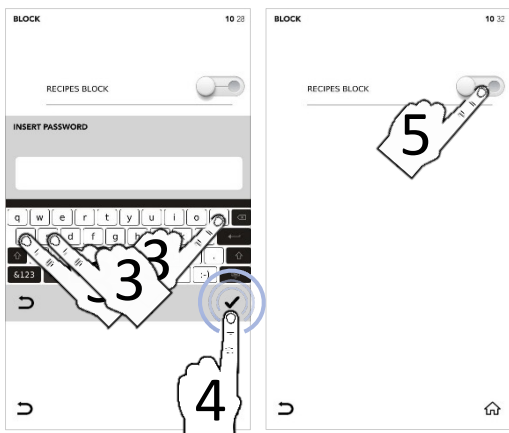 BLOCK 10 28
RECIPES BLOCK
INSERT PASSWORD
q w e r t y u i o
d f g
.
&123 :-)
3 3 3
4
BLOCK 10 32
RECIPES BLOCK
5